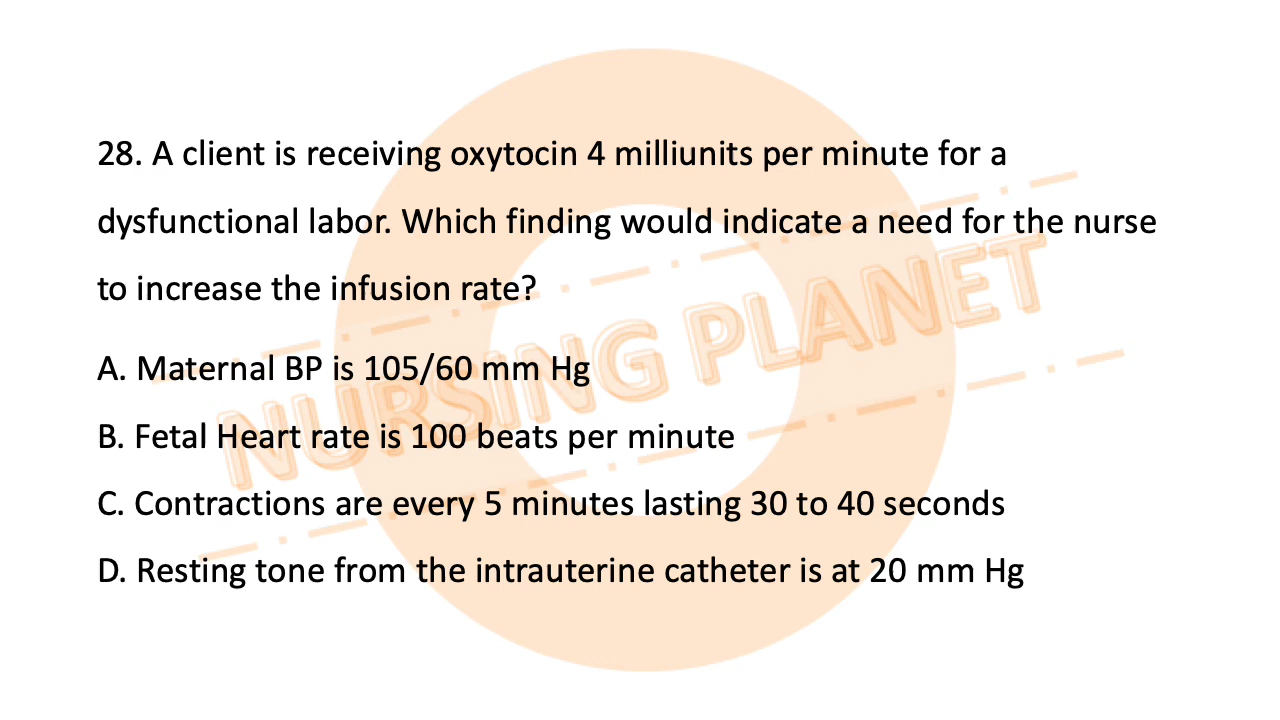 28. A client is receiving oxytocin 4 milliunits per minute for a
dysfunctional labor. Which finding would indicate a need for the nurse
to increase the infusion rate?
A. Maternal BP is 105/60 mm Hg
B. Fetal Heart rate is 100 beats per minute
C. Contractions are every 5 minutes lasting 30 to 40 seconds
D. Resting tone from the intrauterine catheter is at 20 mm Hg
NURSING PLANET